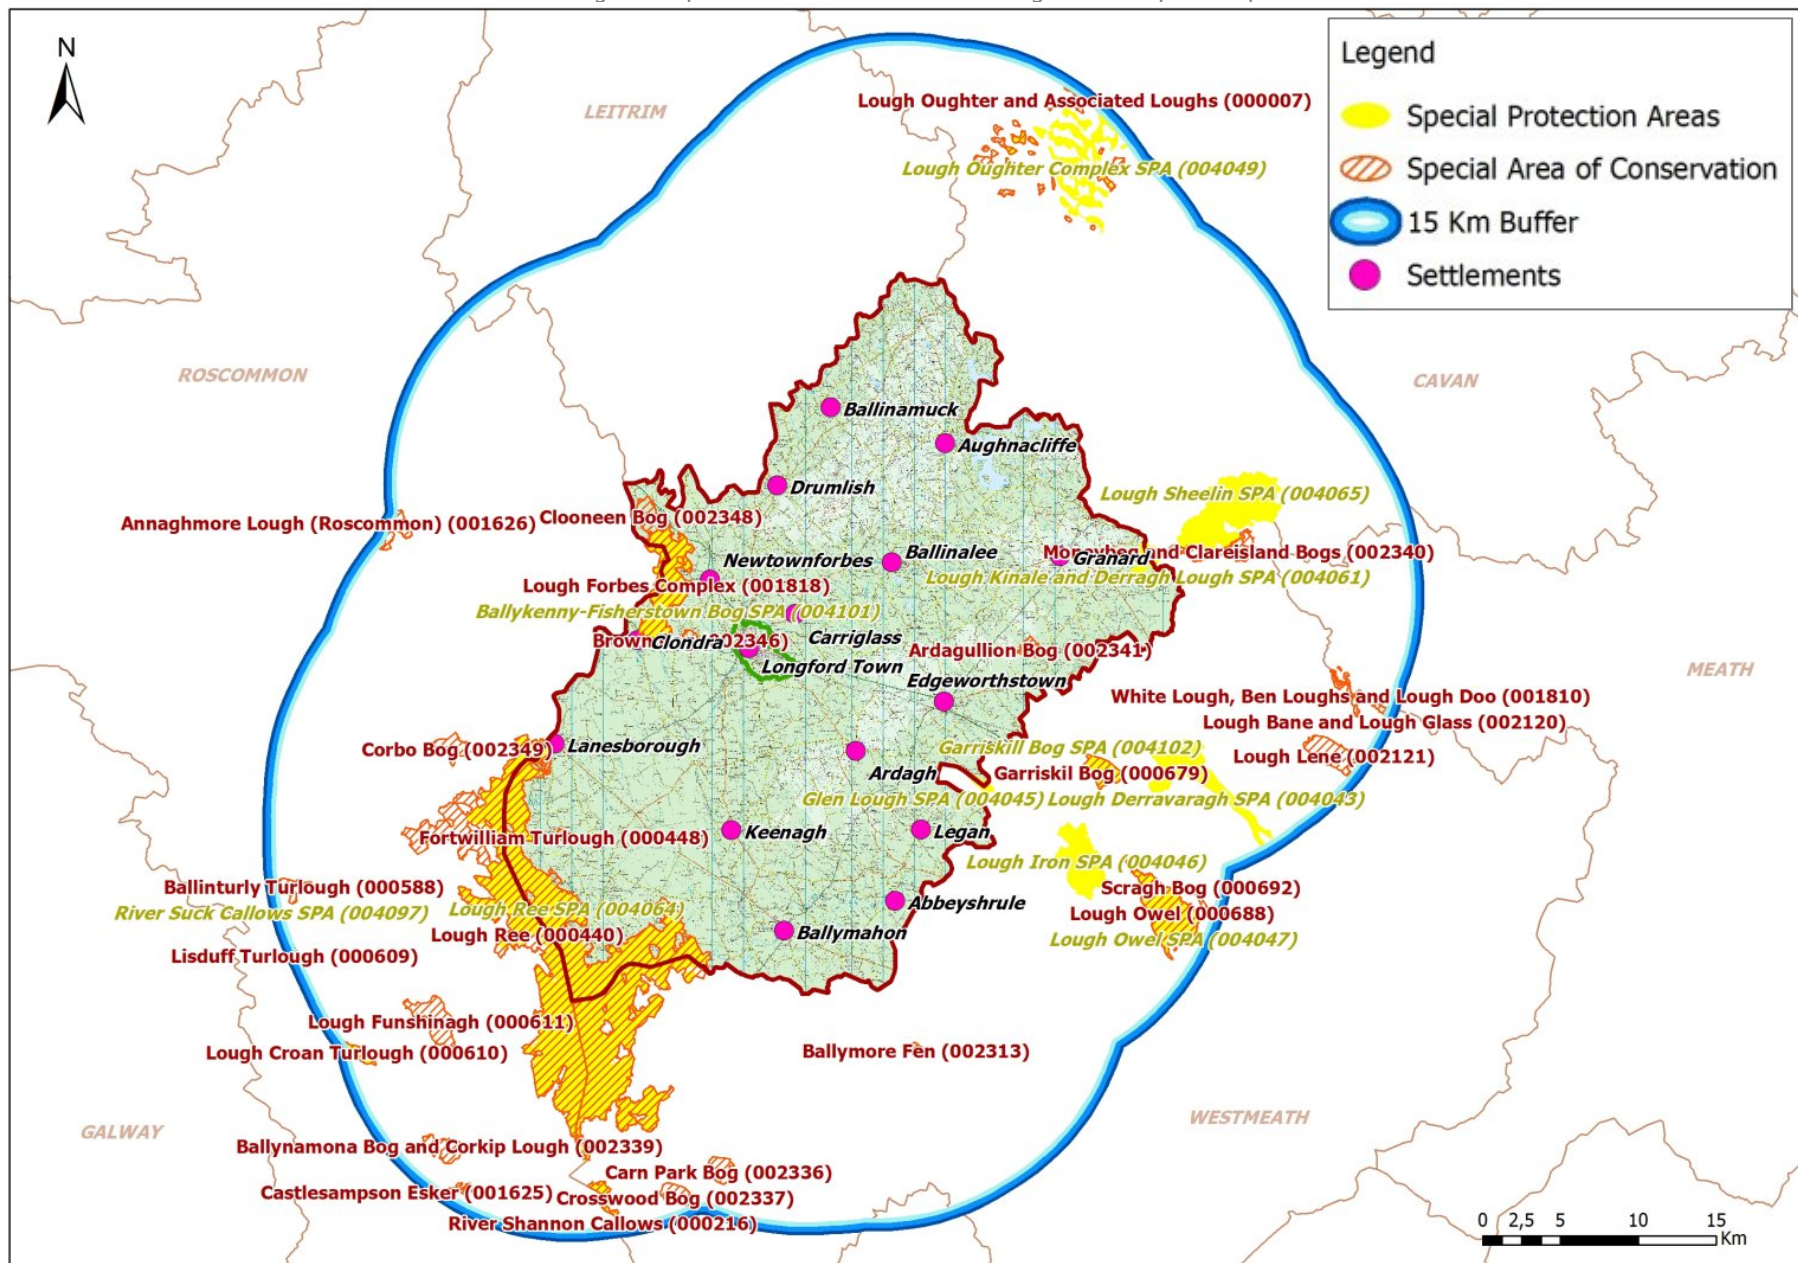 N
Legend
Special Protection Areas
Special Area of Conservation
15 Km Buffer
Settlements
LEITRIM
Lough Oughter and Associated Loughs (000007)
Lough Oughter Complex SPA (004049)
ROSCOMMON
CAVAN
Ballinamuck
Aughnacliffe
Drumlish
Lough Sheelin SPA (004065)
Annaghmore Lough (Roscommon) (001626)
Clooneen Bog (002348)
Newtownforbes
Ballinalee
and Clareisland Bogs (002340)
Granard
Lough Kinale and Derragh Lough SPA (004061)
Lough Forbes Complex (001818)
Ballykenny-Fisherstown Bog SPA (004101)
Carriglass
Brown
02346)
Clondra
Longford Town
Ardagullion Bog (002341)
Edgeworthstown
MEATH
White Lough, Ben Loughs and Lough Doo (001810)
Lough Bane and Lough Glass (002120)
Corbo Bog (002349)
Lanesborough
Garriskill Bog SPA (004102)
Lough Lene (002121)
Ardagh
Garriskil Bog (000679)
Glen Lough SPA (004045)
Lough Derravaragh SPA (004043)
Fortwilliam Turlough (000448)
Keenagh
Legan
Lough Iron SPA (004046)
Ballinturly Turlough (000588)
Scragh Bog (000692)
River Suck Callows SPA (004097)
Lough Ree SPA (004064)
Abbeyshrule
Lough Owel (000688)
Lough Ree (000440)
Ballymahon
Lough Owel SPA (004047)
Lisduff Turlough (000609)
Lough Funshinagh (000611)
Lough Croan Turlough (000610)
Ballymore Fen (002313)
GALWAY
WESTMEATH
Ballynamona Bog and Corkip Lough (002339)
Carn Park Bog (002336)
Castlesampson Esker (001625)
Crosswood Bog (002337)
River Shannon Callows (000216)
0 2,5 5 10 15
Km